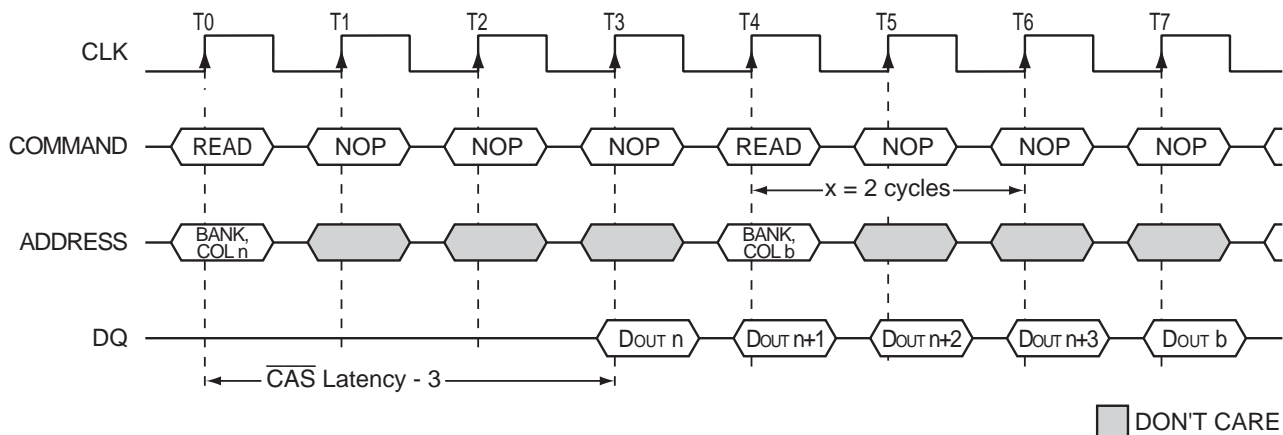 T0 T1 T2 T3 T4 T5 T6 T7
CLK
COMMAND READ NOP NOP NOP READ NOP NOP NOP
x = 2 cycles
ADDRESS BANK, COL n BANK, COL b
DQ DOUT n DOUT n+1 DOUT n+2 DOUT n+3 DOUT b
CAS Latency - 3
DON'T CARE